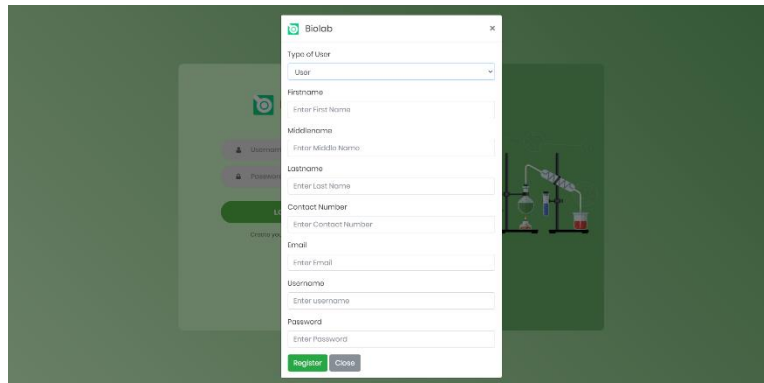 Biolab
×
Type of User
User
Firstname
Enter First Name
Middlename
Enter Middle Name
Lastname
Enter Last Name
Contact Number
Enter Contact Number
Email
Enter Email
Username
Enter username
Password
Enter Password
Register
Close